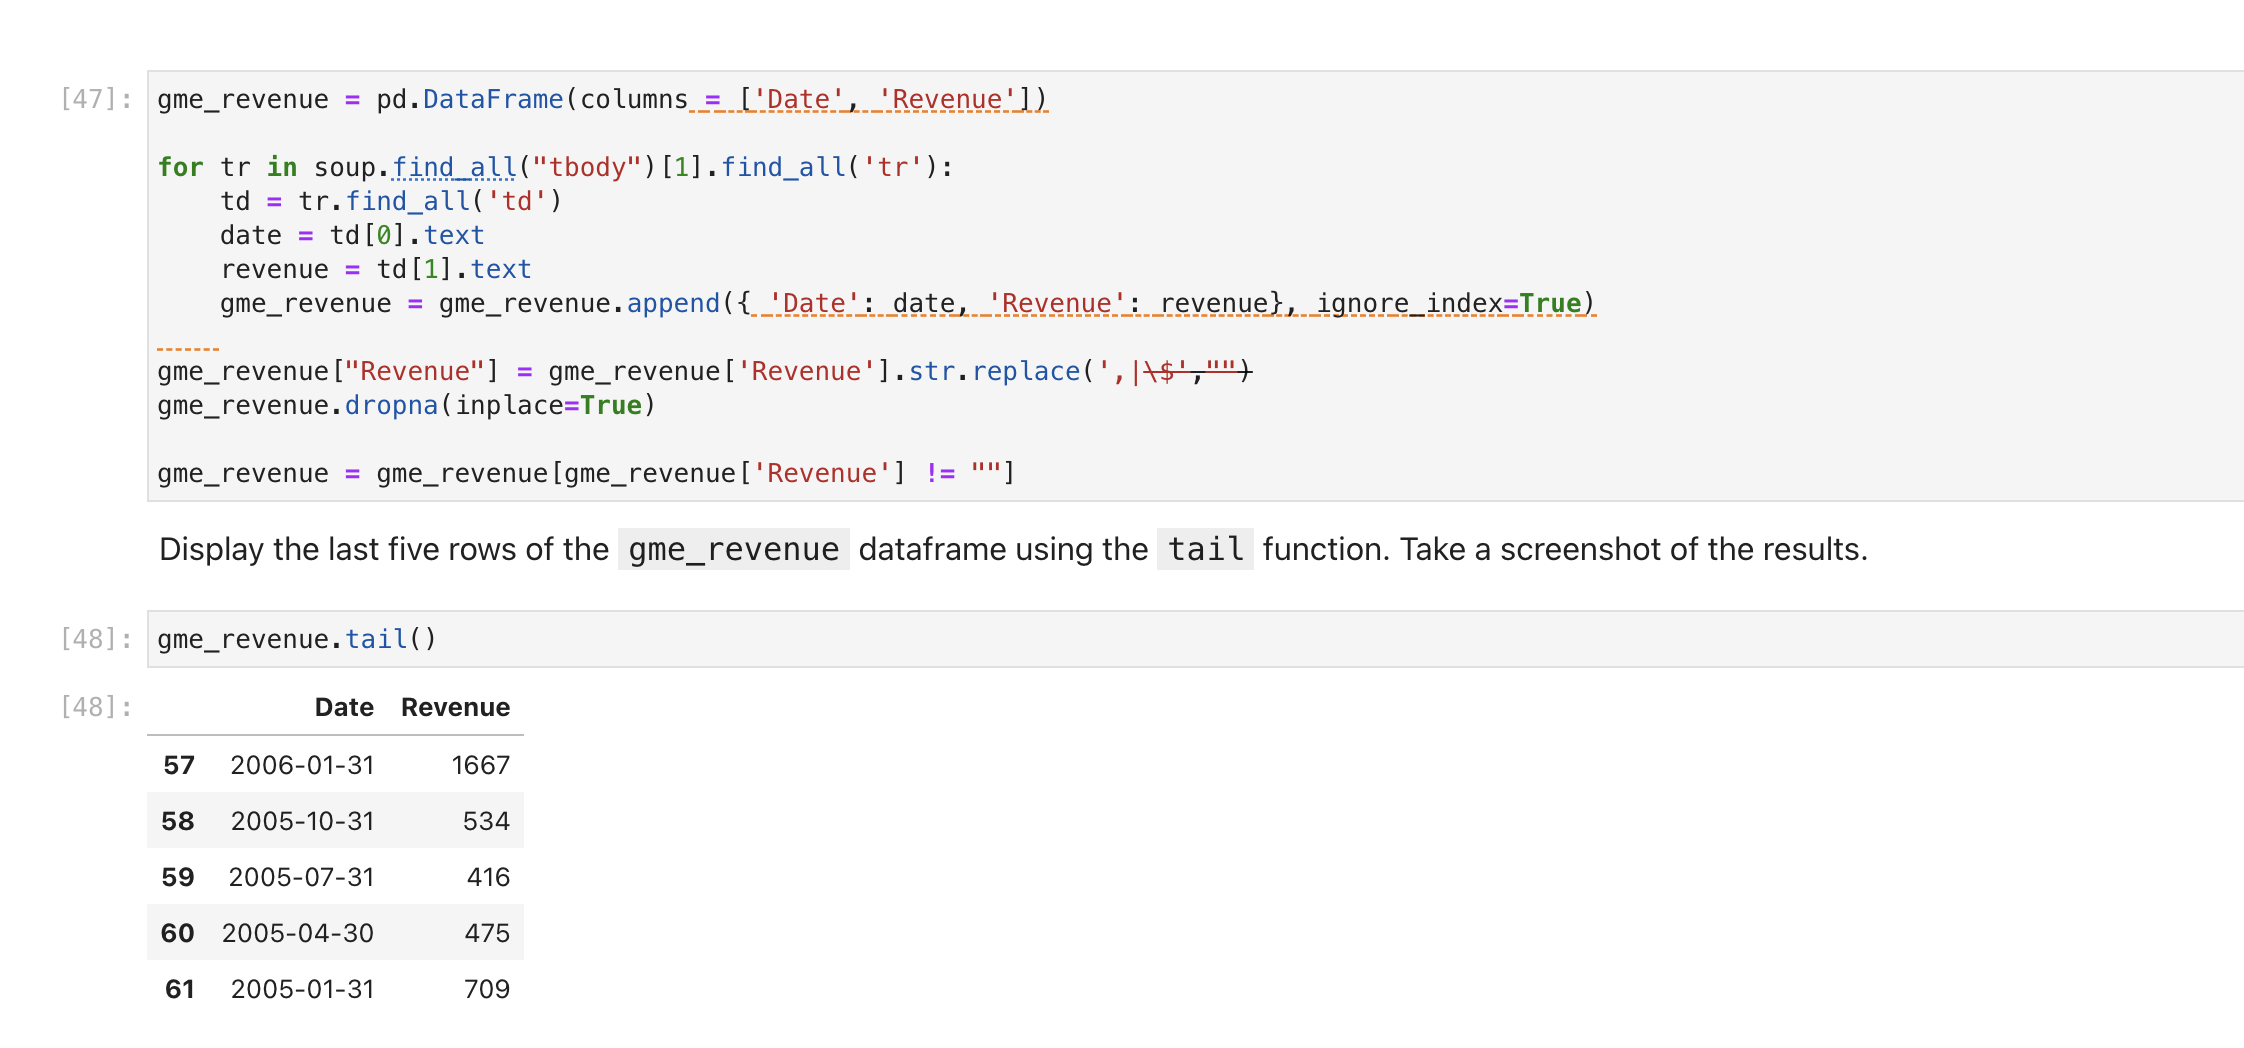 [47]: gme_revenue = pd.DataFrame(columns = ['Date', 'Revenue'])
for tr in soup.find_all("tbody")[1].find_all('tr'):
    td = tr.find_all('td')
    date = td[0].text
    revenue = td[1].text
    gme_revenue = gme_revenue.append({ 'Date': date, 'Revenue': revenue}, ignore_index=True)
gme_revenue["Revenue"] = gme_revenue['Revenue'].str.replace(',|\$',"")
gme_revenue.dropna(inplace=True)
gme_revenue = gme_revenue[gme_revenue['Revenue'] != ""]
Display the last five rows of the gme_revenue dataframe using the tail function. Take a screenshot of the results.
[48]: gme_revenue.tail()
[48]: Date Revenue
57 2006-01-31 1667
58 2005-10-31 534
59 2005-07-31 416
60 2005-04-30 475
61 2005-01-31 709